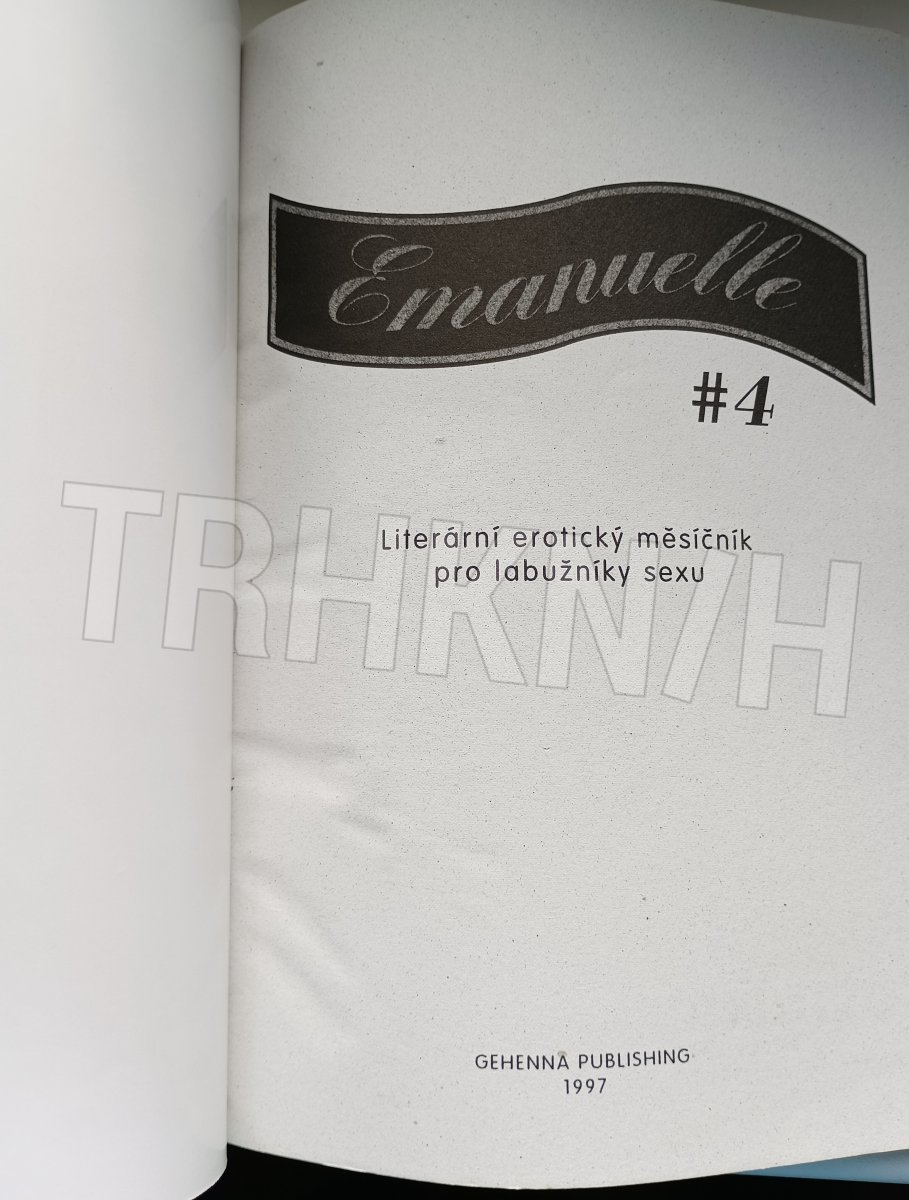 Emanuelle
#4
Literární erotický měsíčník
pro labužníky sexu
TRHKNIH
GEHENNA PUBLISHING
1997